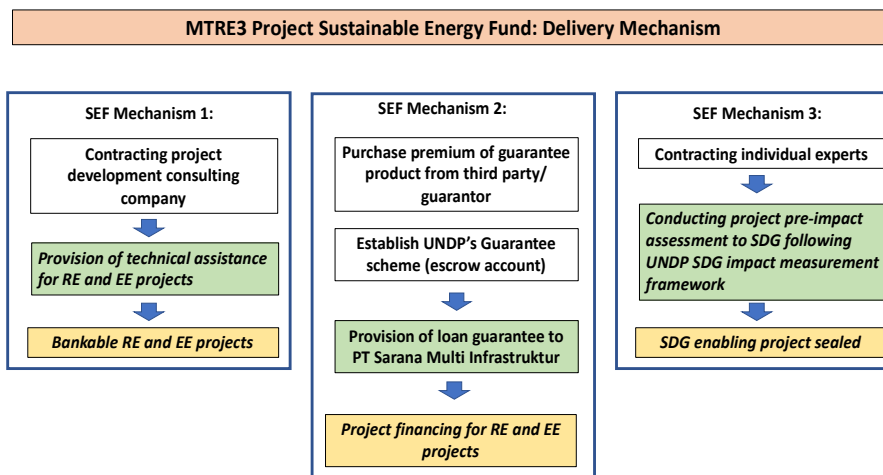 MTRE3 Project Sustainable Energy Fund: Delivery Mechanism
SEF Mechanism 1:
Contracting project
development consulting
company
Provision of technical assistance
for RE and EE projects
Bankable RE and EE projects
SEF Mechanism 2:
Purchase premium of guarantee
product from third party/
guarantor
Establish UNDP's Guarantee
scheme (escrow account)
Provision of loan guarantee to
PT Sarana Multi Infrastruktur
Project financing for RE and EE
projects
SEF Mechanism 3:
Contracting individual experts
Conducting project pre-impact
assessment to SDG following
UNDP SDG impact measurement
framework
SDG enabling project sealed